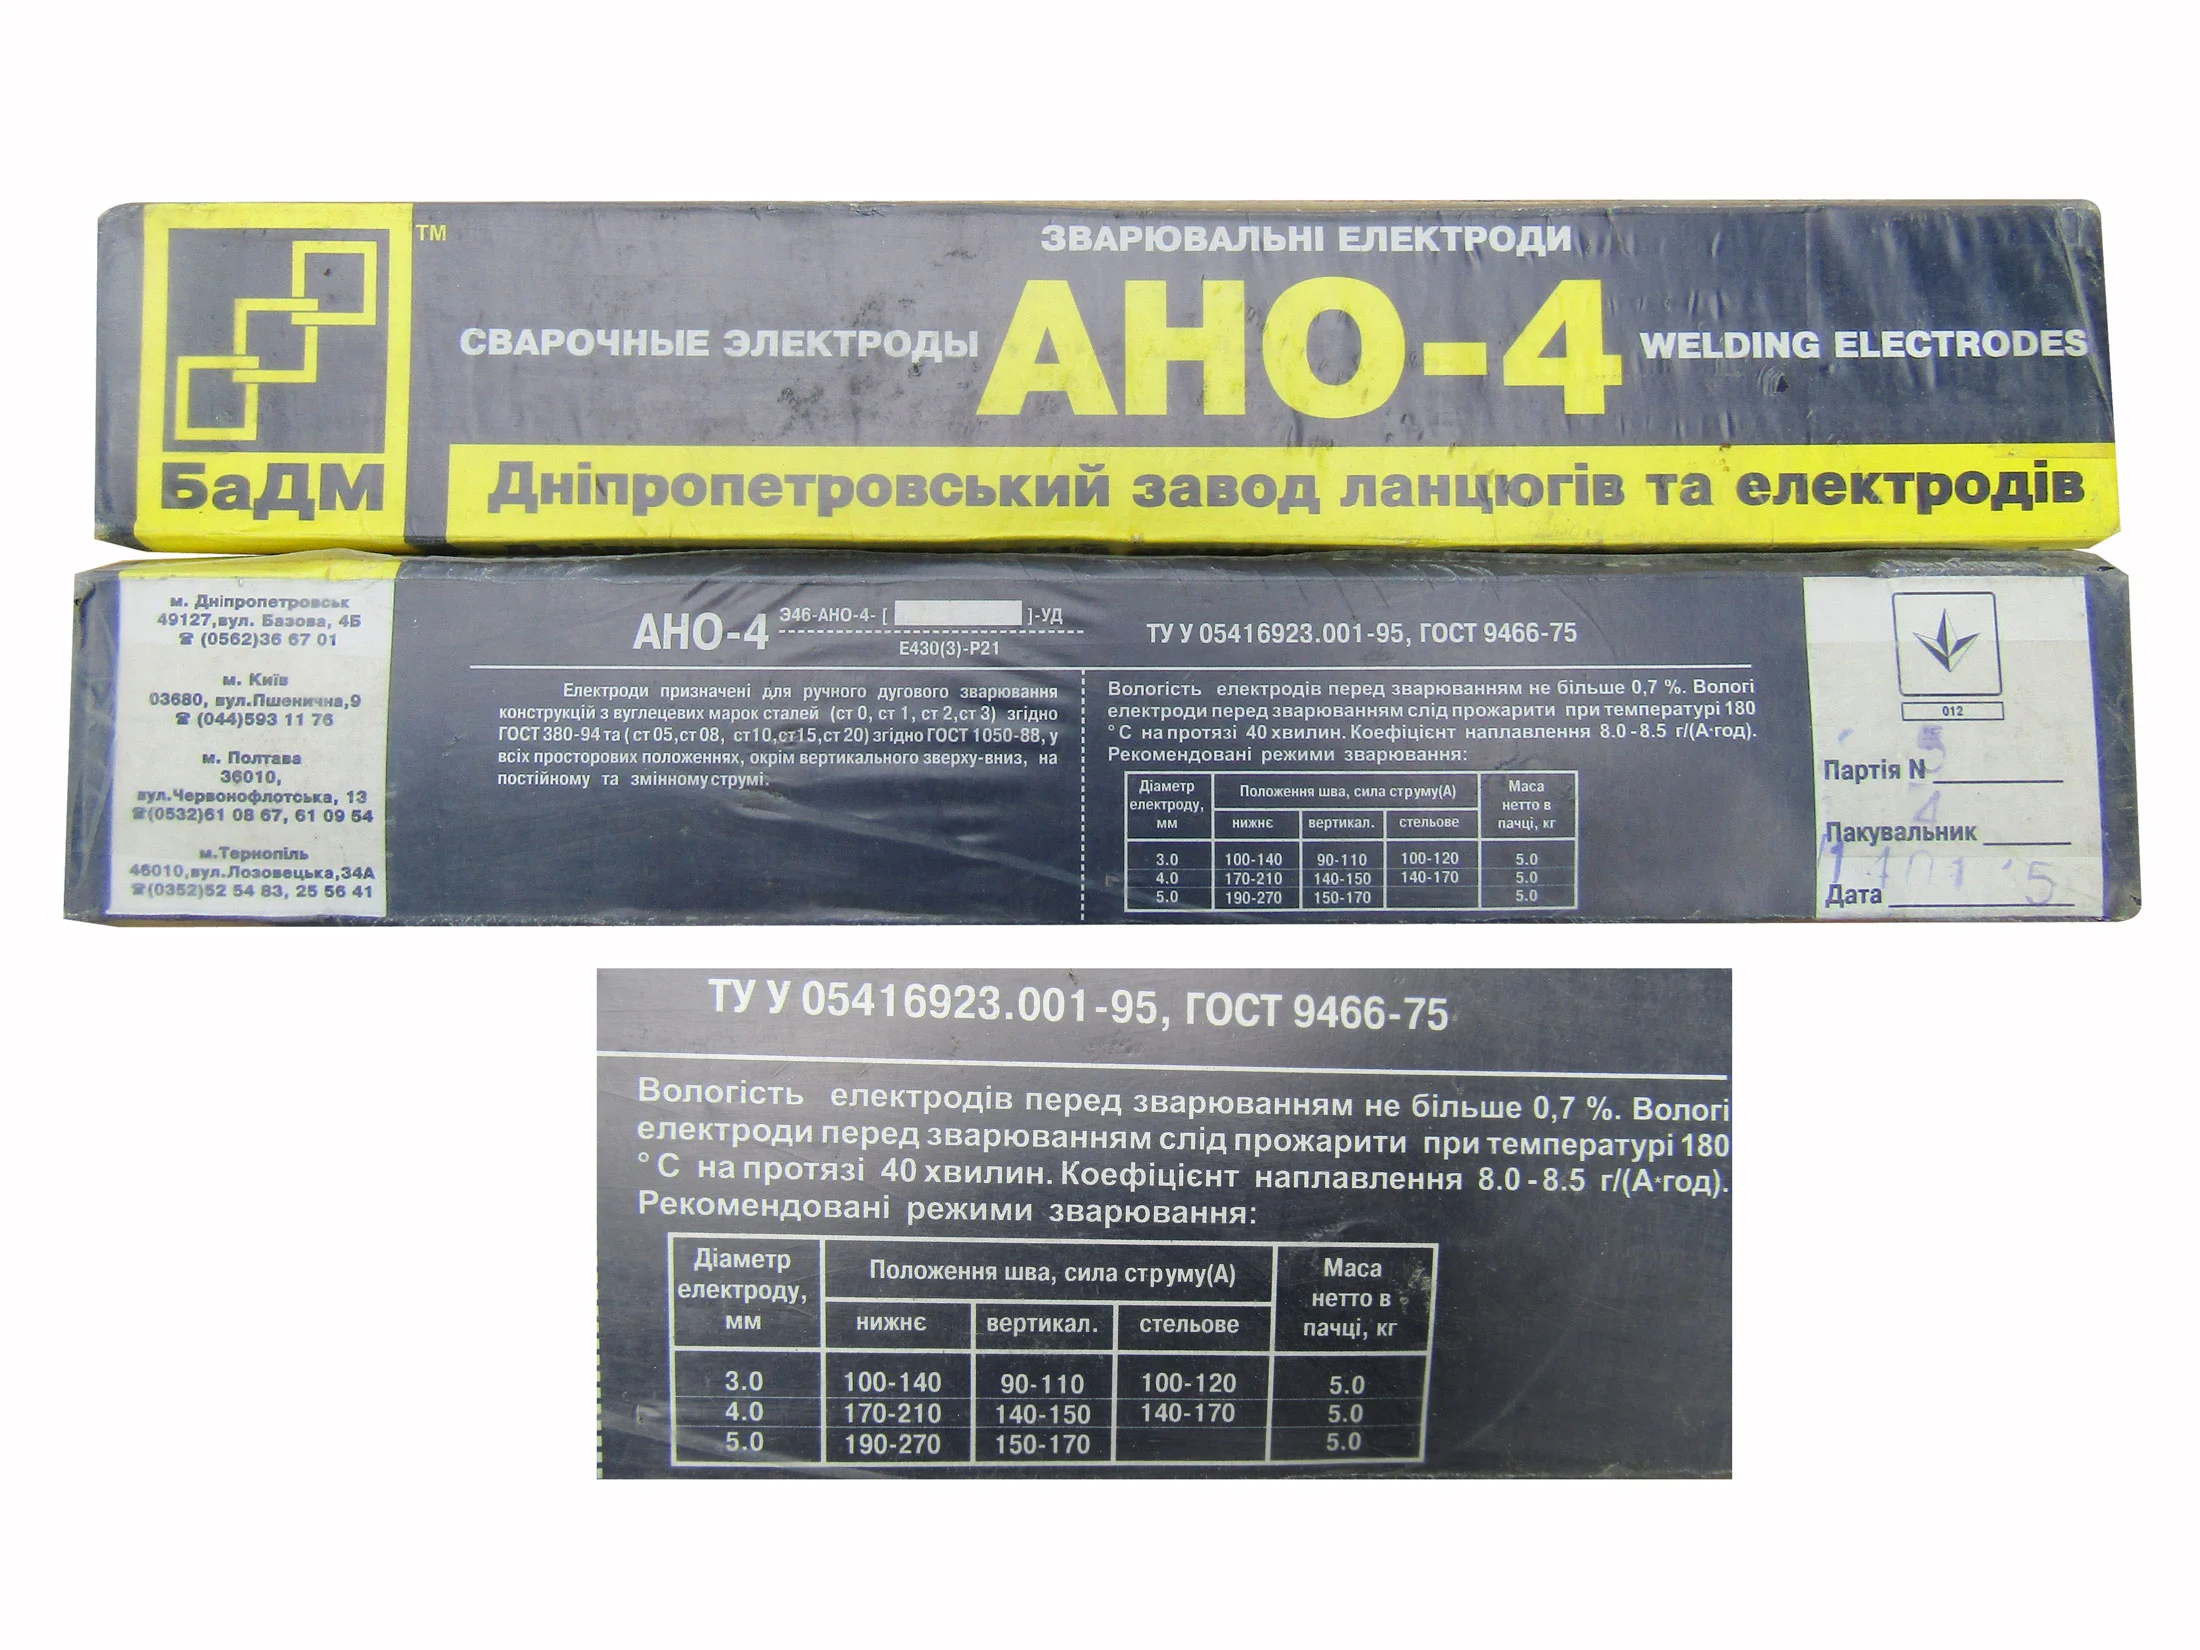 TM
БаДМ
ЗВАРЮВАЛЬНІ ЕЛЕКТРОДИ
СВАРОЧНЫЕ ЭЛЕКТРОДЫ АНО-4 WELDING ELECTRODES
Дніпропетровський завод ланцюгів та електродів
м. Дніпропетровськ
49127,вул. Базова, 4Б
☎ (0562)36 67 01
м. Київ
03680, вул.Пшенична,9
☎ (044)593 11 76
м. Полтава
36010,
вул.Червонофлотська, 13
☎(0532)61 08 67, 61 09 54
м.Тернопіль
46010,вул.Лозовецька,34А
☎(0352)52 54 83, 25 56 41
АНО-4 Э46-АНО-4-[ ]-УД
Е430(3)-Р21
Електроди призначені для ручного дугового зварювання
конструкцій з вуглецевих марок сталей (ст 0, ст 1, ст 2,ст 3) згідно
ГОСТ 380-94 та ( ст 05,ст 08, ст10,ст15,ст 20) згідно ГОСТ 1050-88, у
всіх просторових положеннях, окрім вертикального зверху-вниз, на
постійному та змінному струмі.
ТУ У 05416923.001-95, ГОСТ 9466-75
Вологість електродів перед зварюванням не більше 0,7 %. Вологі
електроди перед зварюванням слід прожарити при температурі 180
° С на протязі 40 хвилин. Коефіцієнт наплавлення 8.0 - 8.5 г/(А*год).
Рекомендовані режими зварювання:
Діаметр електроду, мм Положення шва, сила струму(А) Маса нетто в пачці, кг
нижнє вертикал. стельове
3.0 100-140 90-110 100-120 5.0
4.0 170-210 140-150 140-170 5.0
5.0 190-270 150-170 5.0
012
Партія N
Пакувальник
Дата
ТУ У 05416923.001-95, ГОСТ 9466-75
Вологість електродів перед зварюванням не більше 0,7 %. Вологі
електроди перед зварюванням слід прожарити при температурі 180
° С на протязі 40 хвилин. Коефіцієнт наплавлення 8.0 - 8.5 г/(А*год).
Рекомендовані режими зварювання:
Діаметр електроду, мм Положення шва, сила струму(А) Маса нетто в пачці, кг
нижнє вертикал. стельове
3.0 100-140 90-110 100-120 5.0
4.0 170-210 140-150 140-170 5.0
5.0 190-270 150-170 5.0